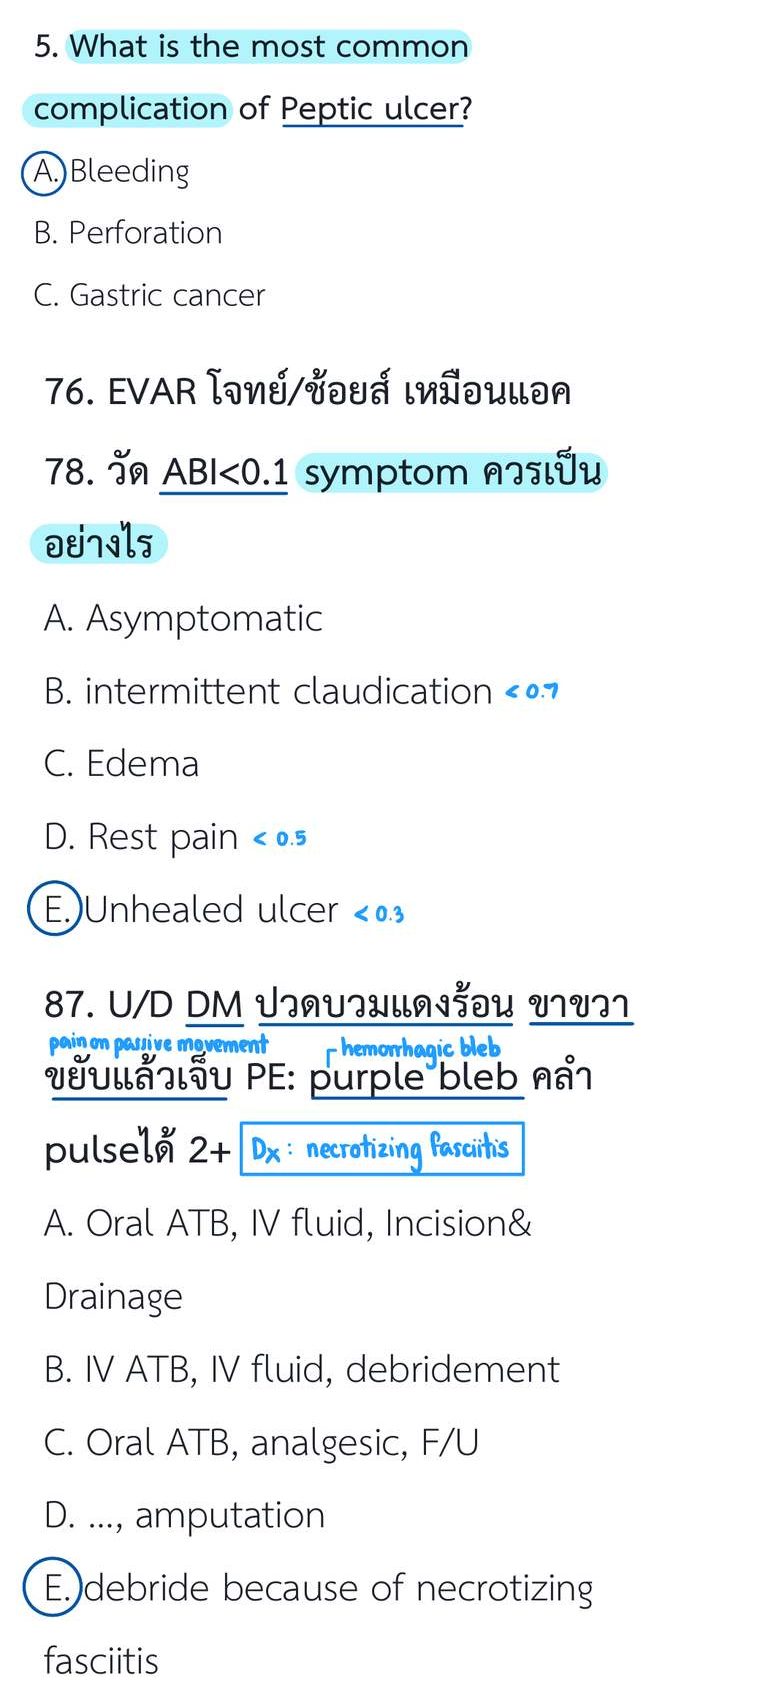 5. What is the most common
complication of Peptic ulcer?
A. Bleeding
B. Perforation
C. Gastric cancer
76. EVAR โจทย์/ช้อยส์ เหมือนแอค
78. วัด ABI<0.1 symptom ควรเป็น
อย่างไร
A. Asymptomatic
B. intermittent claudication < 0.7
C. Edema
D. Rest pain < 0.5
E. Unhealed ulcer < 0.3
87. U/D DM ปวดบวมแดงร้อน ขาขวา
pain on passive movement hemorrhagic bleb
ขยับแล้วเจ็บ PE: purple bleb คลำ
pulseได้ 2+ Dx: necrotizing fasciitis
A. Oral ATB, IV fluid, Incision&
Drainage
B. IV ATB, IV fluid, debridement
C. Oral ATB, analgesic, F/U
D. ..., amputation
E. debride because of necrotizing
fasciitis